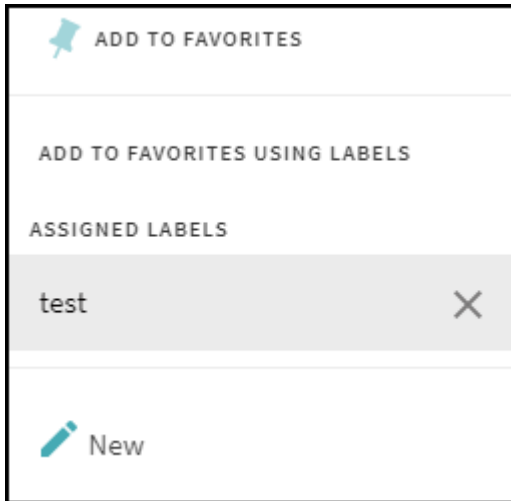 ADD TO FAVORITES
ADD TO FAVORITES USING LABELS
ASSIGNED LABELS
test
New